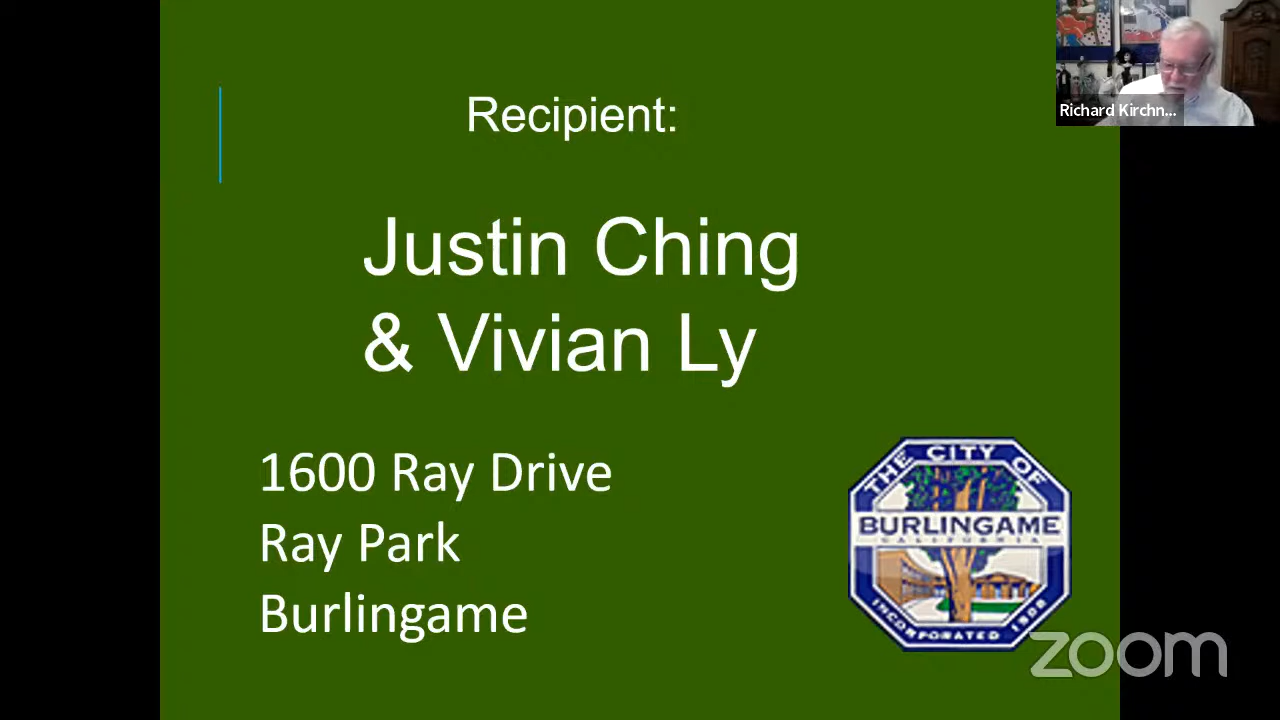 Recipient:
Richard Kirchn...
Justin Ching
& Vivian Ly
1600 Ray Drive
Ray Park
Burlingame
THE CITY OF
BURLINGAME
CALIFORNIA
INCORPORATED 1908
zoom